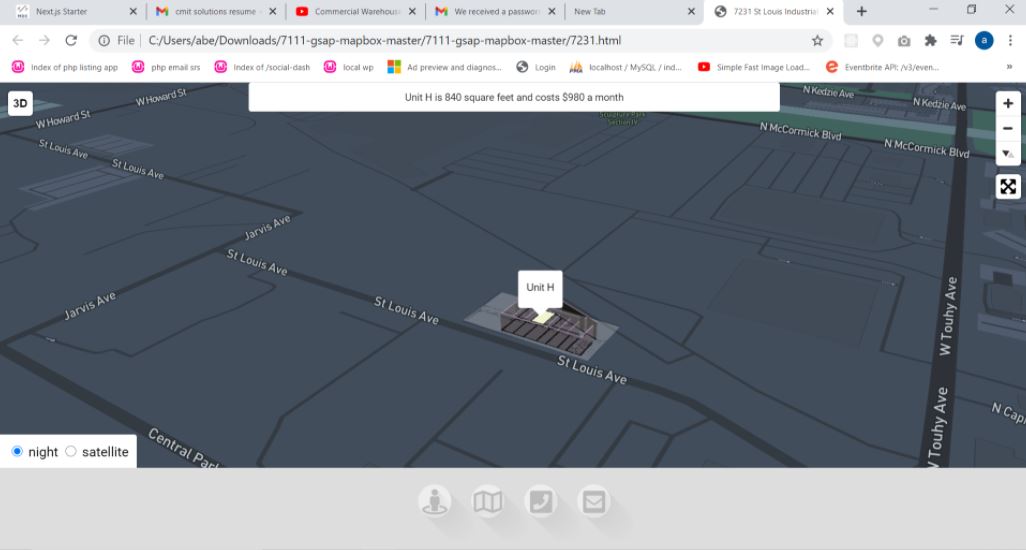 Next.js Starter
cmit solutions resume -
Commercial Warehouse
We received a passwor
New Tab
7231 St Louis Industrial
File
C:/Users/abe/Downloads/7111-gsap-mapbox-master/7111-gsap-mapbox-master/7231.html
a
Index of php listing app
php email srs
Index of /social-dash
local wp
Ad preview and diagnos...
Login
localhost / MySQL / ind...
Simple Fast Image Load...
Eventbrite API: /v3/even...
»
3D
Unit H is 840 square feet and costs $980 a month
W Howard St
W Howard St
St Louis Ave
St Louis Ave
Sculpture Park
Section IV
N Kedzie Ave
N Kedzie Ave
N McCormick Blvd
N McCormick Blvd
Jarvis Ave
St Louis Ave
Jarvis Ave
St Louis Ave
Unit H
St Louis Ave
W Touhy Ave
W Touhy Ave
N Cap
Central Park
night
satellite